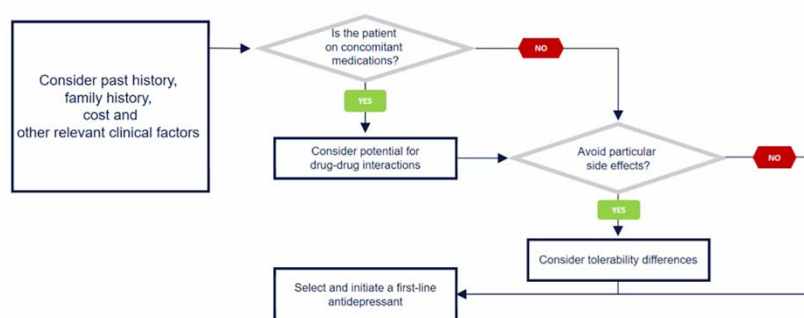 Consider past history,
family history,
cost and
other relevant clinical factors
Is the patient
on concomitant
medications?
NO
YES
Consider potential for
drug-drug interactions
Avoid particular
side effects?
NO
YES
Consider tolerability differences
Select and initiate a first-line
antidepressant